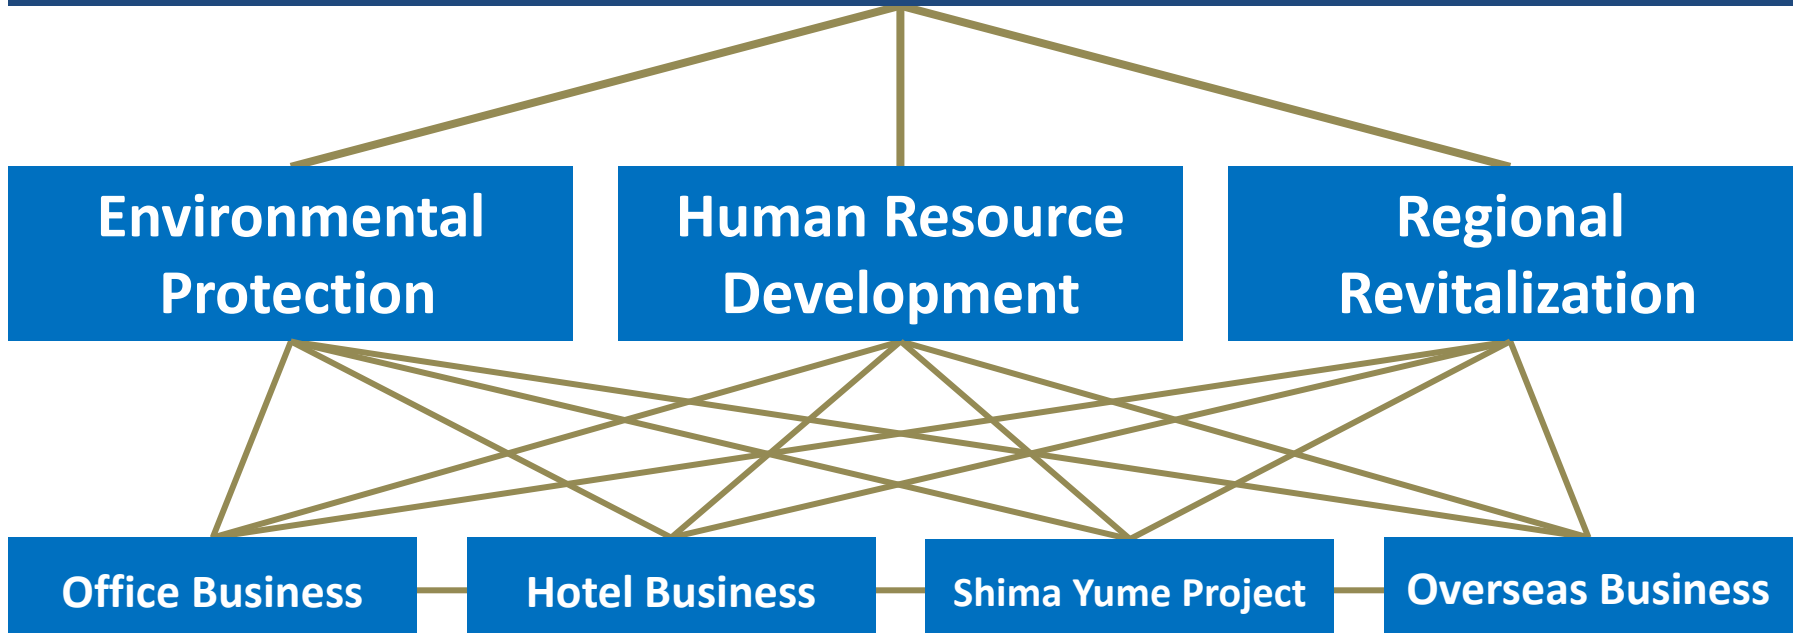 Environmental
Protection
Human Resource
Development
Regional
Revitalization
Office Business
Hotel Business
Shima Yume Project
Overseas Business